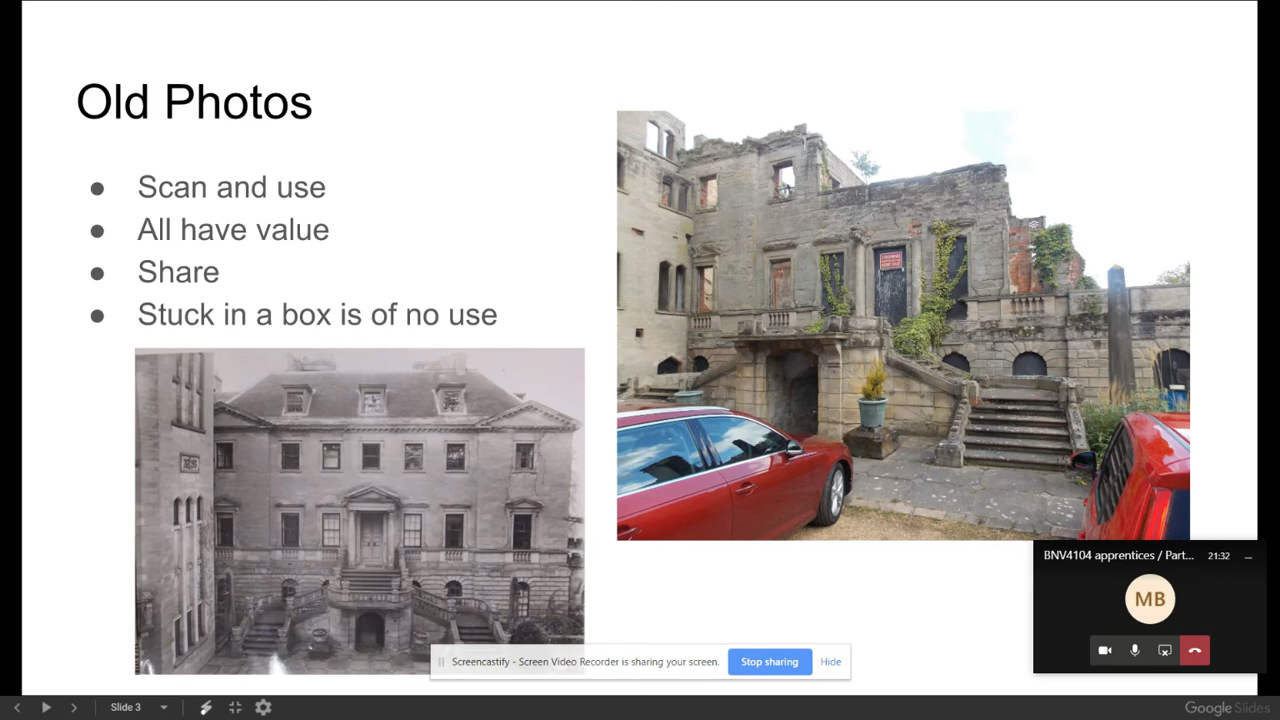 Old Photos
● Scan and use
● All have value
● Share
● Stuck in a box is of no use
BNV4104 apprentices / Part... 21:32
MB
Screencastify - Screen Video Recorder is sharing your screen. Stop sharing Hide
Slide 3
Google Slides